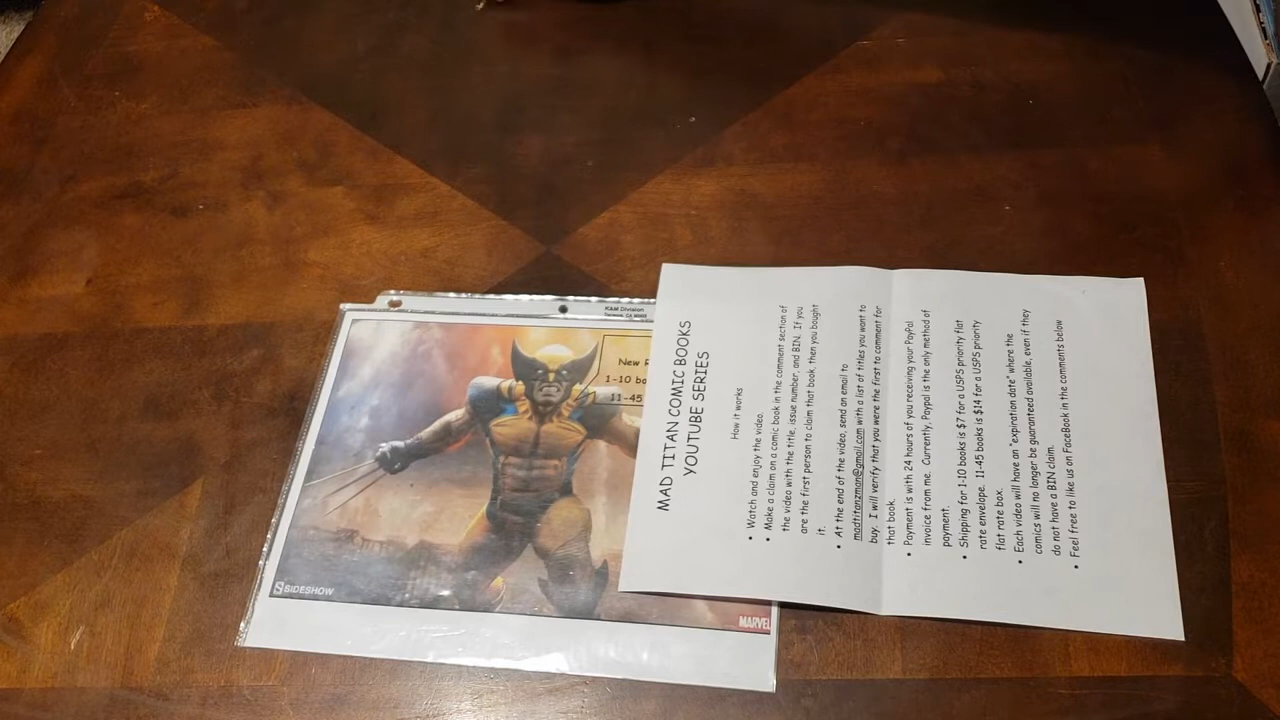 K&M Division
New
1-10 bo
11-45
SIDESHOW
MARVEL
MAD TITAN COMIC BOOKS
YOUTUBE SERIES
How it works
• Watch and enjoy the video.
• Make a claim on a comic book in the comment section of
the video with the title, issue number, and BIN. If you
are the first person to claim that book, then you bought
it.
• At the end of the video, send an email to
madtitanzman@gmail.com with a list of titles you want to
buy. I will verify that you were the first to comment for
that book.
• Payment is with 24 hours of you receiving your PayPal
invoice from me. Currently, Paypal is the only method of
payment.
• Shipping for 1-10 books is $7 for a USPS priority flat
rate envelope. 11-45 books is $14 for a USPS priority
flat rate box.
• Each video will have an "expiration date" where the
comics will no longer be guaranteed available, even if they
do not have a BIN claim.
• Feel free to like us on FaceBook in the comments below